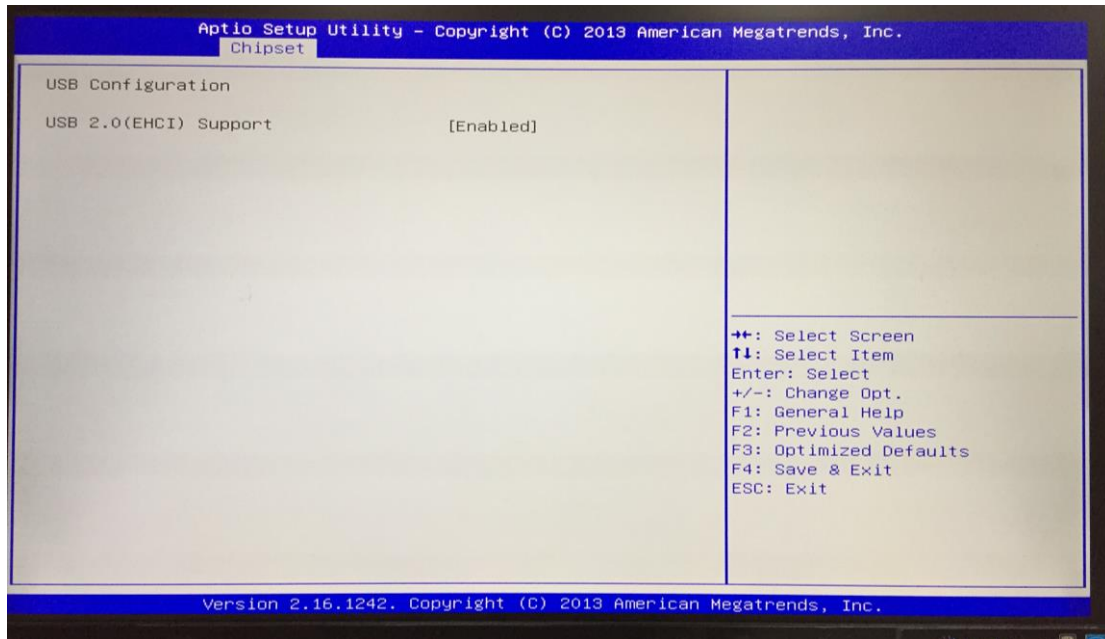 Aptio Setup Utility – Copyright (C) 2013 American Megatrends, Inc.
Chipset
USB Configuration
USB 2.0(EHCI) Support [Enabled]
→←: Select Screen
↑↓: Select Item
Enter: Select
+/-: Change Opt.
F1: General Help
F2: Previous Values
F3: Optimized Defaults
F4: Save & Exit
ESC: Exit
Version 2.16.1242. Copyright (C) 2013 American Megatrends, Inc.